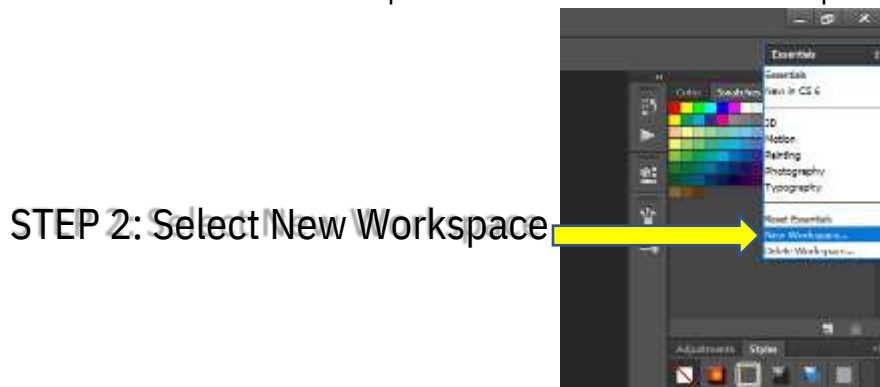 STEP 2: Select New Workspace
Essentials
Essentials
New in CS 6
3D
Motion
Painting
Photography
Typography
Reset Essentials
New Workspace...
Delete Workspace...
Color Swatches
Adjustments Styles